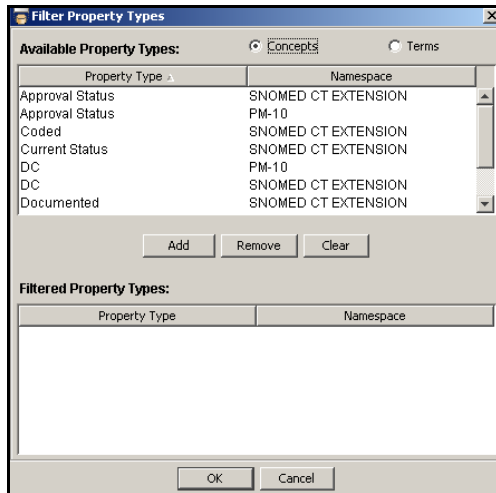 Filter Property Types
Available Property Types: Concepts Terms
Property Type Namespace
Approval Status SNOMED CT EXTENSION
Approval Status PM-10
Coded SNOMED CT EXTENSION
Current Status SNOMED CT EXTENSION
DC PM-10
DC SNOMED CT EXTENSION
Documented SNOMED CT EXTENSION
Add Remove Clear
Filtered Property Types:
Property Type Namespace
OK Cancel